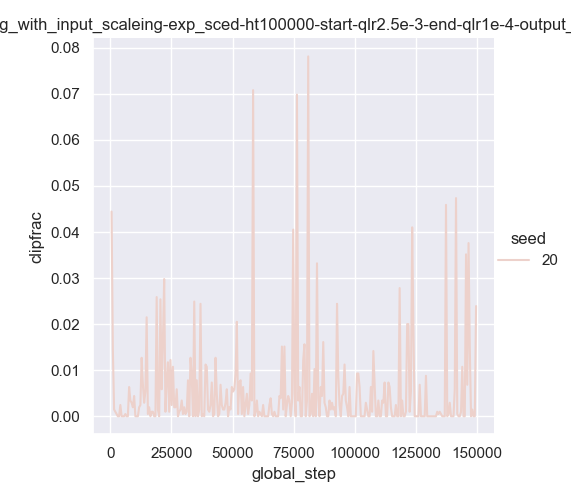 g_with_input_scaleing-exp_sced-ht100000-start-qlr2.5e-3-end-qlr1e-4-output_
0.08
0.07
0.06
0.05
0.04
0.03
0.02
0.01
0.00
clipfrac
0 25000 50000 75000 100000 125000 150000
global_step
seed
20